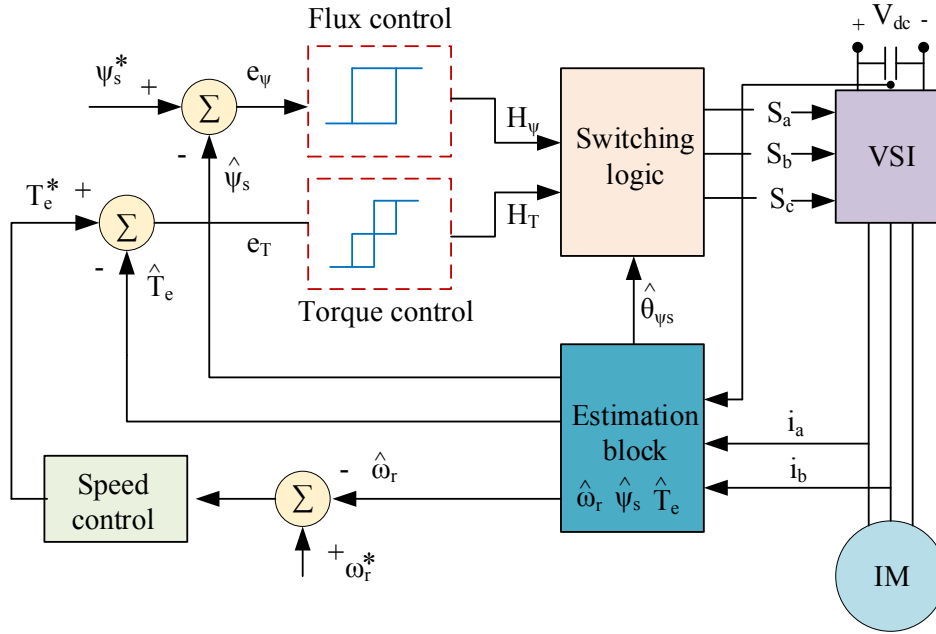 Flux control
+ V_dc -
ψ_s^* + Σ e_ψ
-
ψ̂_s
H_ψ
Switching
logic
S_a
S_b
S_c
VSI
T_e^* + Σ
-
T̂_e
e_T
H_T
Torque control
θ̂_ψs
Estimation
block
ω̂_r ψ̂_s T̂_e
i_a
i_b
Speed
control
Σ - ω̂_r
+ ω_r^*
IM